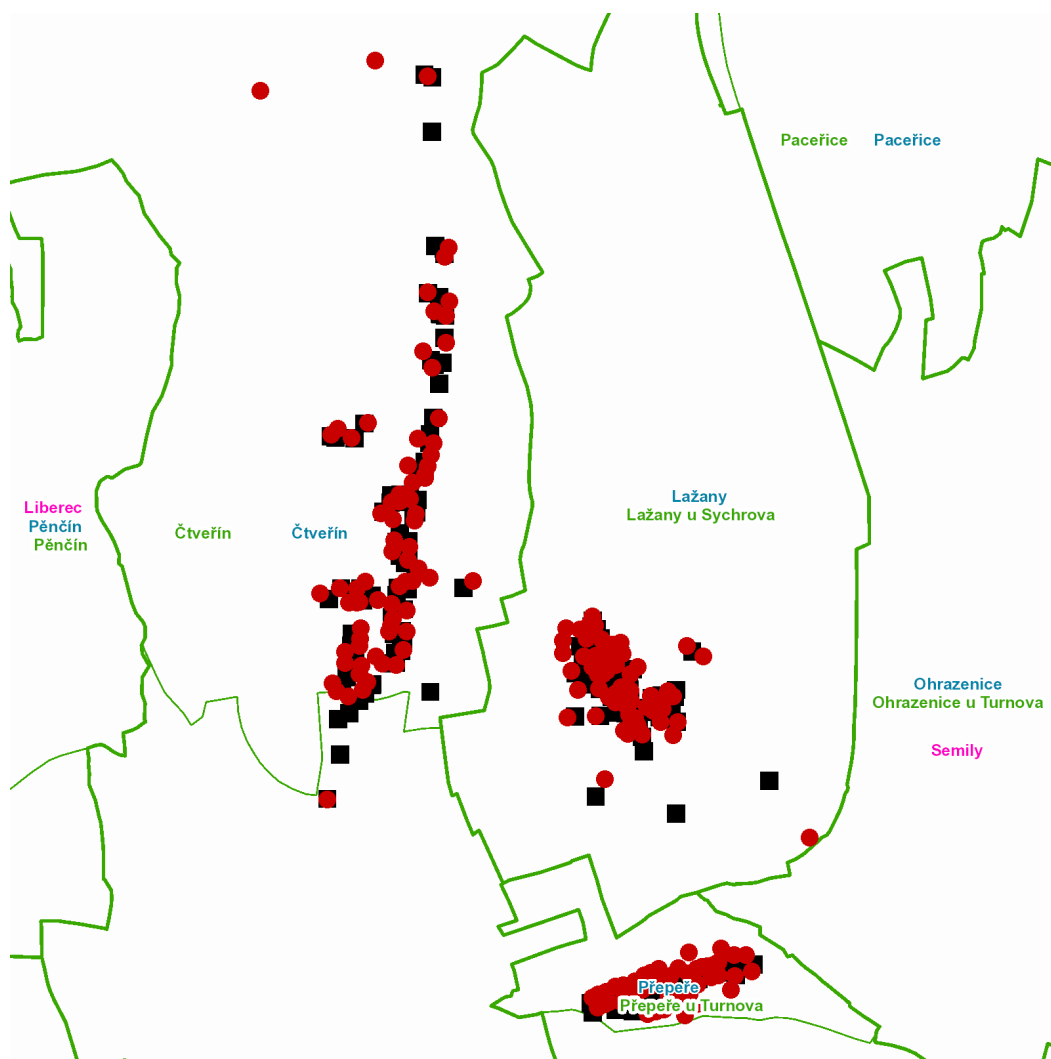 Paceřice Paceřice
Liberec
Pěnčín
Pěnčín
Čtveřín Čtveřín
Lažany
Lažany u Sychrova
Ohrazenice
Ohrazenice u Turnova
Semily
Přepeře
Přepeře u Turnova